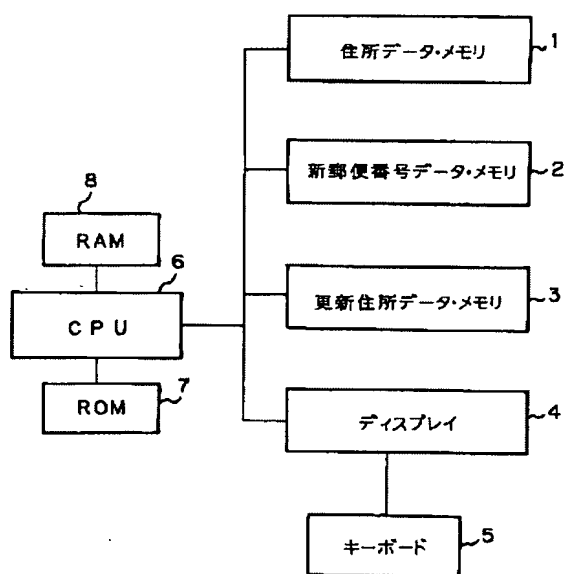 住所データ・メモリ
1
新郵便番号データ・メモリ
2
8
RAM
6
CPU
更新住所データ・メモリ
3
ROM
7
ディスプレイ
4
キーボード
5